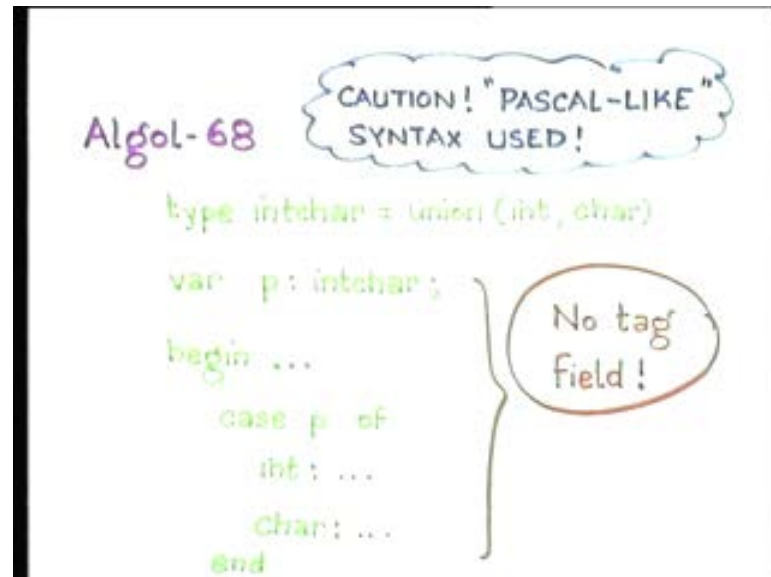 Algol-68
CAUTION! "PASCAL-LIKE"
SYNTAX USED!
type intchar = union (int, char)
var p : intchar ;
begin ...
case p of
int : ...
char : ...
end
No tag
field !